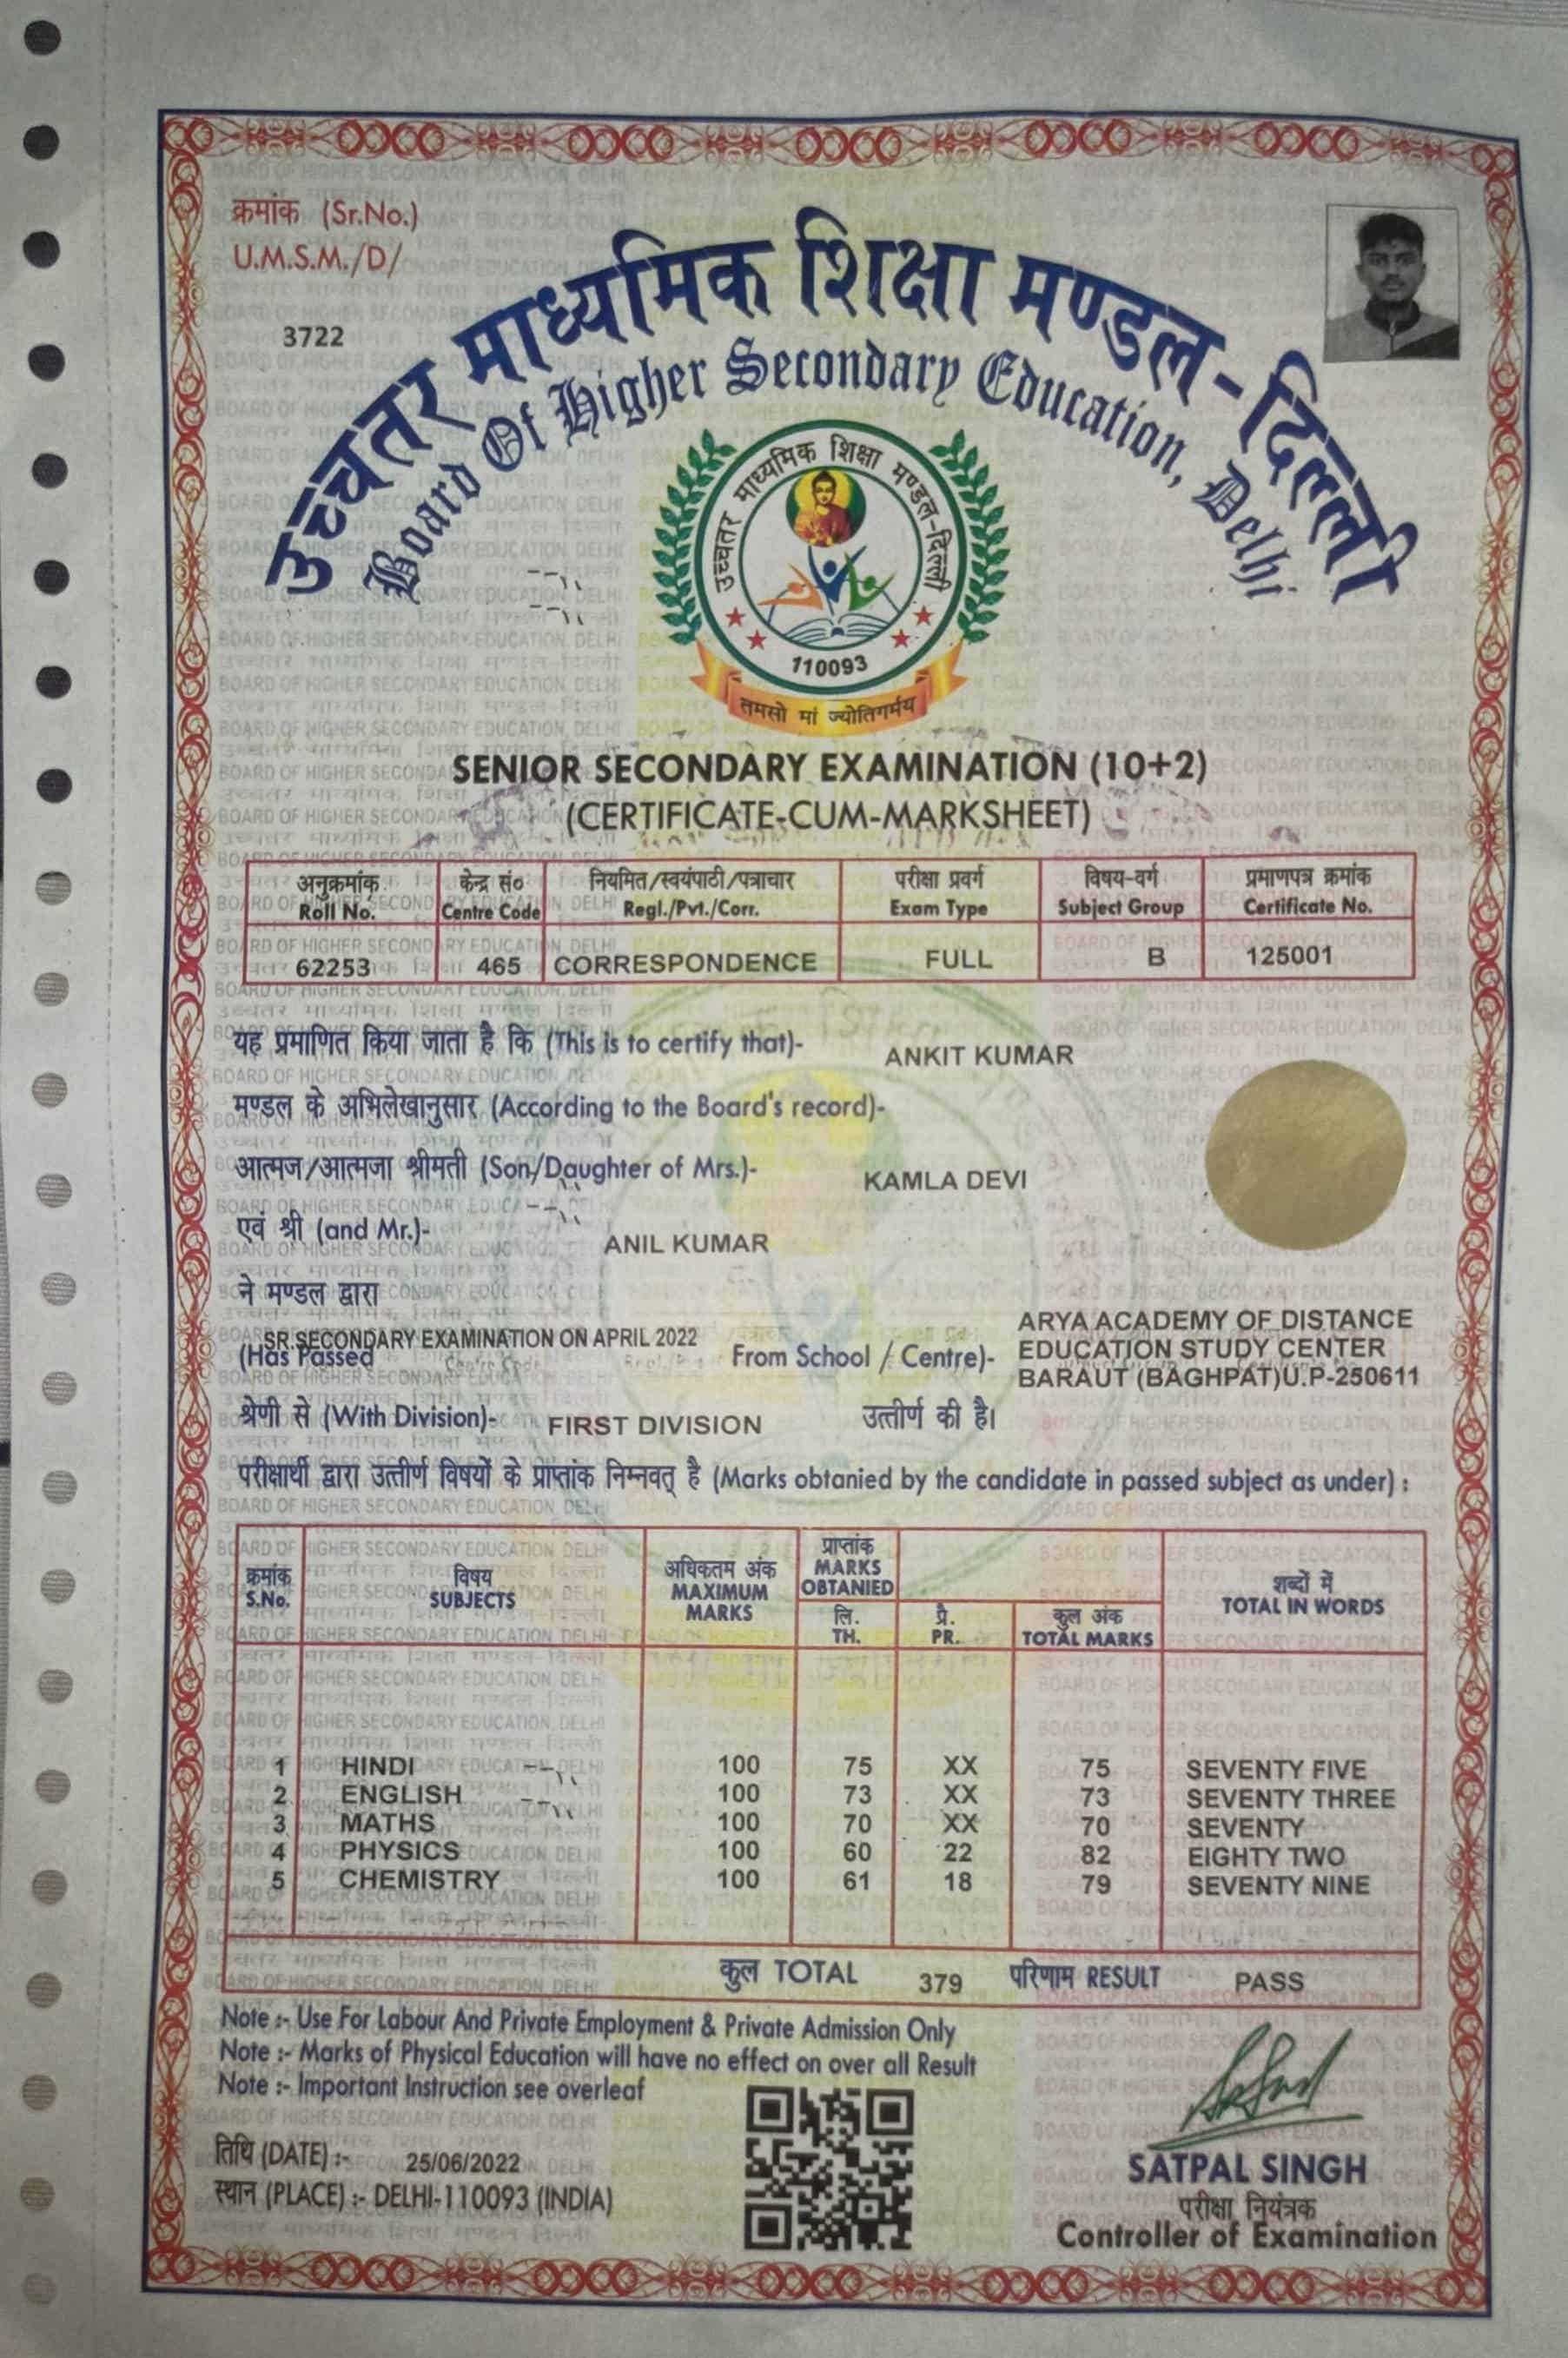 क्रमांक (Sr.No.)
U.M.S.M./D/
3722
उच्चतर माध्यमिक शिक्षा मण्डल-दिल्ली
Board Of Higher Secondary Education, Delhi
उच्चतर माध्यमिक शिक्षा मण्डल-दिल्ली
110093
तमसो मां ज्योतिगर्मय
SENIOR SECONDARY EXAMINATION (10+2)
(CERTIFICATE-CUM-MARKSHEET)
अनुक्रमांक केन्द्र सं० नियमित/स्वयंपाठी/पत्राचार परीक्षा प्रवर्ग विषय-वर्ग प्रमाणपत्र क्रमांक
Roll No. Centre Code Regl./Pvt./Corr. Exam Type Subject Group Certificate No.
62253 465 CORRESPONDENCE FULL B 125001
यह प्रमाणित किया जाता है कि (This is to certify that)- ANKIT KUMAR
मण्डल के अभिलेखानुसार (According to the Board's record)-
आत्मज/आत्मजा श्रीमती (Son/Daughter of Mrs.)- KAMLA DEVI
एवं श्री (and Mr.)- ANIL KUMAR
ने मण्डल द्वारा
SR.SECONDARY EXAMINATION ON APRIL 2022
(Has Passed From School / Centre)-
ARYA ACADEMY OF DISTANCE
EDUCATION STUDY CENTER
BARAUT (BAGHPAT)U.P-250611
श्रेणी से (With Division)- FIRST DIVISION उत्तीर्ण की है।
परीक्षार्थी द्वारा उत्तीर्ण विषयों के प्राप्तांक निम्नवत् है (Marks obtanied by the candidate in passed subject as under) :
क्रमांक
S.No.
विषय
SUBJECTS
अधिकतम अंक
MAXIMUM
MARKS
प्राप्तांक
MARKS
OBTANIED
लि.
TH.
प्रै.
PR.
कुल अंक
TOTAL MARKS
शब्दों में
TOTAL IN WORDS
1 HINDI 100 75 XX 75 SEVENTY FIVE
2 ENGLISH 100 73 XX 73 SEVENTY THREE
3 MATHS 100 70 XX 70 SEVENTY
4 PHYSICS 100 60 22 82 EIGHTY TWO
5 CHEMISTRY 100 61 18 79 SEVENTY NINE
कुल TOTAL 379 परिणाम RESULT PASS
Note :- Use For Labour And Private Employment & Private Admission Only
Note :- Marks of Physical Education will have no effect on over all Result
Note :- Important Instruction see overleaf
तिथि (DATE) :- 25/06/2022
स्थान (PLACE) :- DELHI-110093 (INDIA)
SATPAL SINGH
परीक्षा नियंत्रक
Controller of Examination